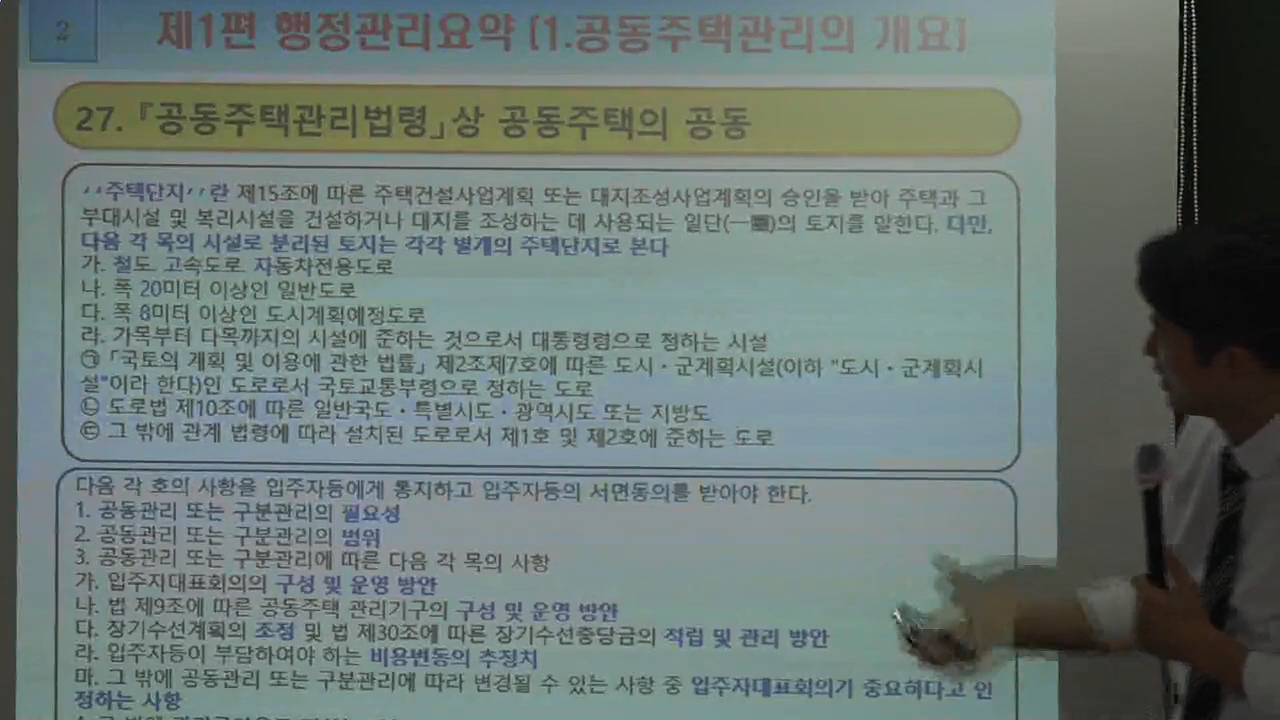 2
제1편 행정관리요약 [1.공동주택관리의 개요]
27.『공동주택관리법령』상 공동주택의 공동
‘‘주택단지’’란 제15조에 따른 주택건설사업계획 또는 대지조성사업계획의 승인을 받아 주택과 그
부대시설 및 복리시설을 건설하거나 대지를 조성하는 데 사용되는 일단(一團)의 토지를 말한다. 다만,
다음 각 목의 시설로 분리된 토지는 각각 별개의 주택단지로 본다
가. 철도 고속도로 자동차전용도로
나. 폭 20미터 이상인 일반도로
다. 폭 8미터 이상인 도시계획예정도로
라. 가목부터 다목까지의 시설에 준하는 것으로서 대통령령으로 정하는 시설
㉠「국토의 계획 및 이용에 관한 법률」 제2조제7호에 따른 도시ㆍ군계획시설(이하 "도시ㆍ군계획시
설"이라 한다)인 도로로서 국토교통부령으로 정하는 도로
㉡ 도로법 제10조에 따른 일반국도ㆍ특별시도ㆍ광역시도 또는 지방도
㉢ 그 밖에 관계 법령에 따라 설치된 도로로서 제1호 및 제2호에 준하는 도로
다음 각 호의 사항을 입주자등에게 통지하고 입주자등의 서면동의를 받아야 한다.
1. 공동관리 또는 구분관리의 필요성
2. 공동관리 또는 구분관리의 범위
3. 공동관리 또는 구분관리에 따른 다음 각 목의 사항
가. 입주자대표회의의 구성 및 운영 방안
나. 법 제9조에 따른 공동주택 관리기구의 구성 및 운영 방안
다. 장기수선계획의 조정 및 법 제30조에 따른 장기수선충당금의 적립 및 관리 방안
라. 입주자등이 부담하여야 하는 비용변동의 추정치
마. 그 밖에 공동관리 또는 구분관리에 따라 변경될 수 있는 사항 중 입주자대표회의가 중요하다고 인
정하는 사항